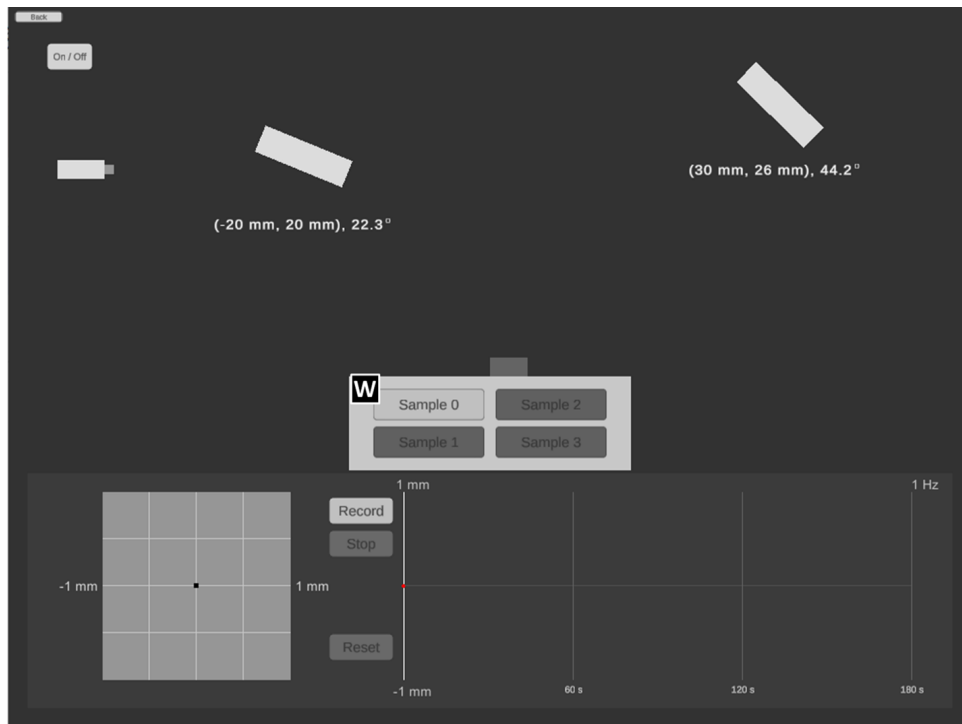 Back
On / Off
(30 mm, 26 mm), 44.2°
(-20 mm, 20 mm), 22.3°
W
Sample 0 Sample 2
Sample 1 Sample 3
1 mm 1 Hz
Record
Stop
-1 mm 1 mm
Reset
-1 mm 60 s 120 s 180 s